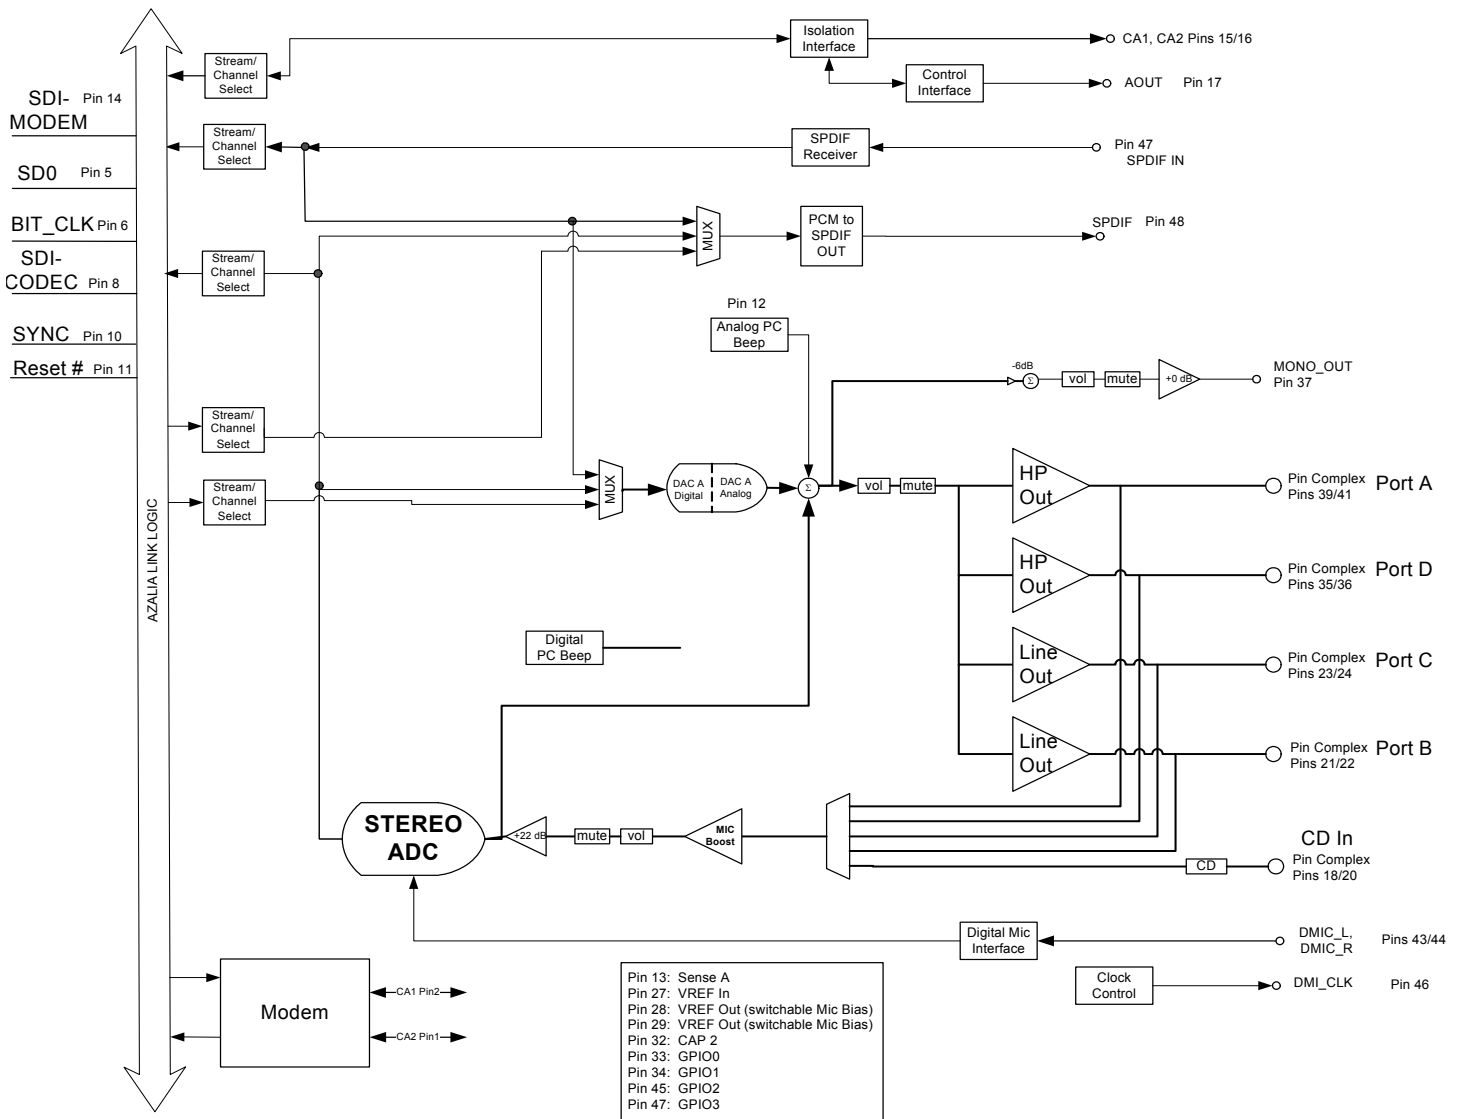 Isolation
Interface
CA1, CA2 Pins 15/16
Stream/
Channel
Select
Control
Interface
AOUT Pin 17
SDI-
MODEM
Pin 14
Stream/
Channel
Select
SPDIF
Receiver
Pin 47
SPDIF IN
SD0 Pin 5
BIT_CLK Pin 6
MUX
PCM to
SPDIF
OUT
SPDIF Pin 48
SDI-
CODEC
Pin 8
Stream/
Channel
Select
SYNC Pin 10
Reset # Pin 11
Pin 12
Analog PC
Beep
-6dB
Σ
vol
mute
+0 dB
MONO_OUT
Pin 37
Stream/
Channel
Select
Stream/
Channel
Select
MUX
DAC A
Digital
DAC A
Analog
Σ
vol
mute
HP
Out
Pin Complex
Pins 39/41
Port A
HP
Out
Pin Complex
Pins 35/36
Port D
AZALIA LINK LOGIC
Digital
PC Beep
Line
Out
Pin Complex
Pins 23/24
Port C
Line
Out
Pin Complex
Pins 21/22
Port B
STEREO
ADC
+22 dB
mute
vol
MIC
Boost
CD In
CD
Pin Complex
Pins 18/20
Digital Mic
Interface
DMIC_L,
DMIC_R
Pins 43/44
Clock
Control
DMI_CLK Pin 46
Modem
CA1 Pin2
CA2 Pin1
Pin 13: Sense A
Pin 27: VREF In
Pin 28: VREF Out (switchable Mic Bias)
Pin 29: VREF Out (switchable Mic Bias)
Pin 32: CAP 2
Pin 33: GPIO0
Pin 34: GPIO1
Pin 45: GPIO2
Pin 47: GPIO3